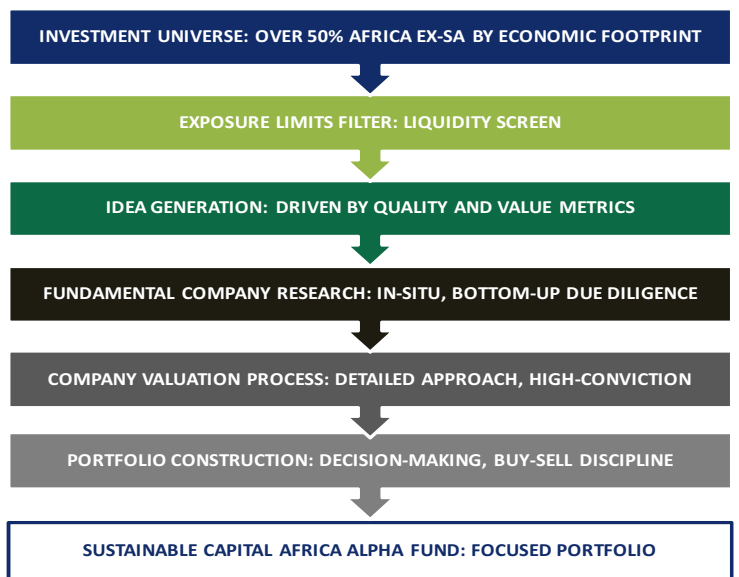 INVESTMENT UNIVERSE: OVER 50% AFRICA EX-SA BY ECONOMIC FOOTPRINT
EXPOSURE LIMITS FILTER: LIQUIDITY SCREEN
IDEA GENERATION: DRIVEN BY QUALITY AND VALUE METRICS
FUNDAMENTAL COMPANY RESEARCH: IN-SITU, BOTTOM-UP DUE DILIGENCE
COMPANY VALUATION PROCESS: DETAILED APPROACH, HIGH-CONVICTION
PORTFOLIO CONSTRUCTION: DECISION-MAKING, BUY-SELL DISCIPLINE
SUSTAINABLE CAPITAL AFRICA ALPHA FUND: FOCUSED PORTFOLIO